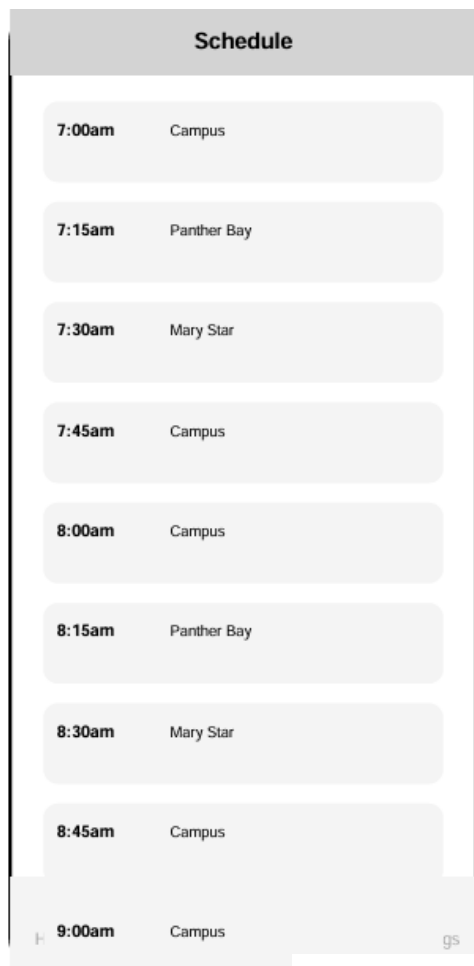 Schedule
7:00am Campus
7:15am Panther Bay
7:30am Mary Star
7:45am Campus
8:00am Campus
8:15am Panther Bay
8:30am Mary Star
8:45am Campus
H 9:00am Campus gs